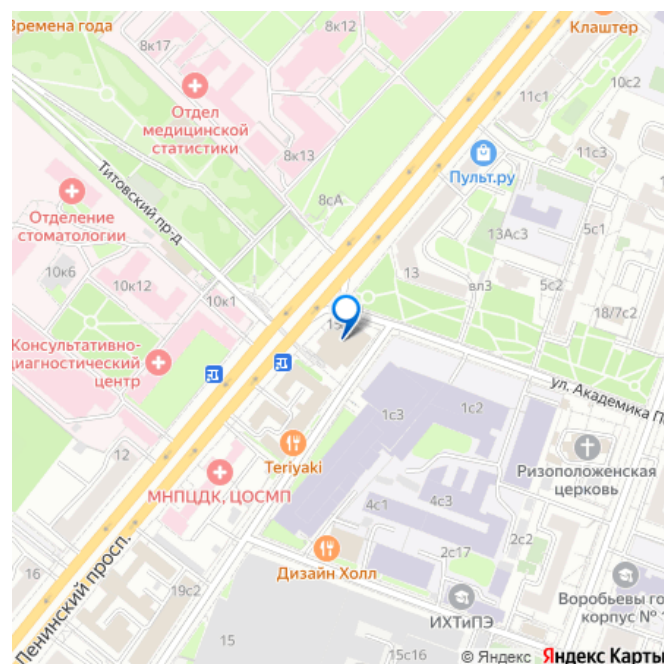 Времена года
8к12
8к17
Клаштер
10с2
11с1
Отдел
медицинской
статистики
8к13
11с3
Пульт.ру
Титовский пр-д
8сА
Отделение
стоматологии
13Ас3
5с1
10к6
10к12
10к1
13
вл3
5с2
18/7с2
Консультативно-
диагностический
центр
ул. Академика П
1с3
1с2
12
Teriyaki
МНПЦДК, ЦОСМП
Ризоположенская
церковь
4с1
4с3
2с17
2с2
Ленинский просп.
16
19с2
Дизайн Холл
ИХТиПЭ
Воробьевы го
корпус № 1
15
15с16
© Яндекс Яндекс Карты